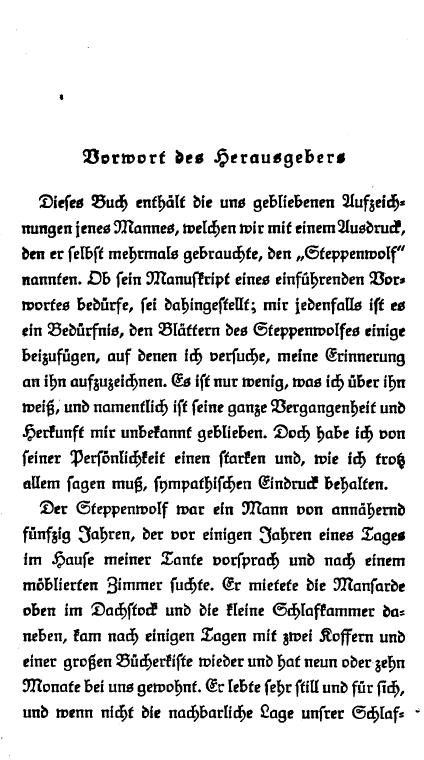 Vorwort des Herausgebers
Dieses Buch enthält die uns gebliebenen Aufzeich-
nungen jenes Mannes, welchen wir mit einem Ausdruck,
den er selbst mehrmals gebrauchte, den „Steppenwolf“
nannten. Ob sein Manuskript eines einführenden Vor-
wortes bedürfe, sei dahingestellt; mir jedenfalls ist es
ein Bedürfnis, den Blättern des Steppenwolfes einige
beizufügen, auf denen ich versuche, meine Erinnerung
an ihn aufzuzeichnen. Es ist nur wenig, was ich über ihn
weiß, und namentlich ist seine ganze Vergangenheit und
Herkunft mir unbekannt geblieben. Doch habe ich von
seiner Persönlichkeit einen starken und, wie ich trotz
allem sagen muß, sympathischen Eindruck behalten.
Der Steppenwolf war ein Mann von annähernd
fünfzig Jahren, der vor einigen Jahren eines Tages
im Hause meiner Tante vorsprach und nach einem
möblierten Zimmer suchte. Er mietete die Mansarde
oben im Dachstock und die kleine Schlafkammer da-
neben, kam nach einigen Tagen mit zwei Koffern und
einer großen Bücherkiste wieder und hat neun oder zehn
Monate bei uns gewohnt. Er lebte sehr still und für sich,
und wenn nicht die nachbarliche Lage unsrer Schlaf-